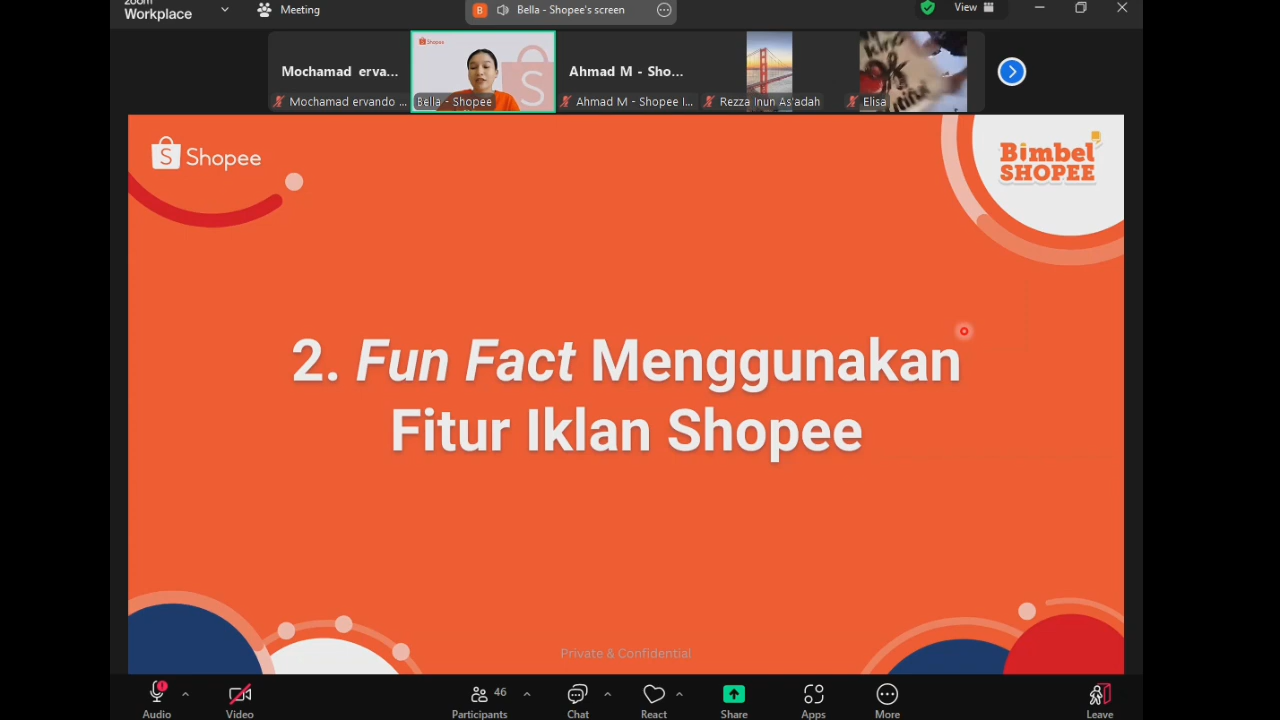 zoom
Workplace
Meeting
B
Bella - Shopee's screen
View
Mochamad erva...
Mochamad ervando ...
Shopee
S
Bella - Shopee
Ahmad M - Sho...
Ahmad M - Shopee I...
Rezza Inun As'adah
Elisa
S Shopee
Bimbel
SHOPEE
2. Fun Fact Menggunakan
Fitur Iklan Shopee
Private & Confidential
Audio
Video
46
Participants
Chat
React
Share
Apps
More
Leave